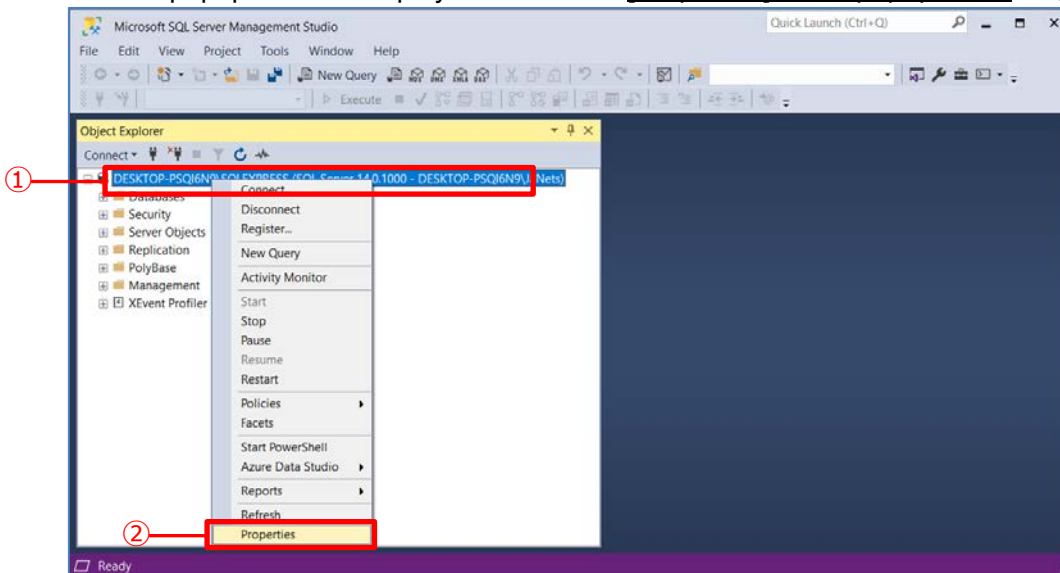 Microsoft SQL Server Management Studio
Quick Launch (Ctrl+Q)
File Edit View Project Tools Window Help
New Query
Execute
Object Explorer
Connect
① DESKTOP-PSQI6N9\SQLEXPRESS (SQL Server 14.0.1000 - DESKTOP-PSQI6N9\J Nets)
Databases
Security
Server Objects
Replication
PolyBase
Management
XEvent Profiler
Connect
Disconnect
Register...
New Query
Activity Monitor
Start
Stop
Pause
Resume
Restart
Policies
Facets
Start PowerShell
Azure Data Studio
Reports
Refresh
② Properties
Ready